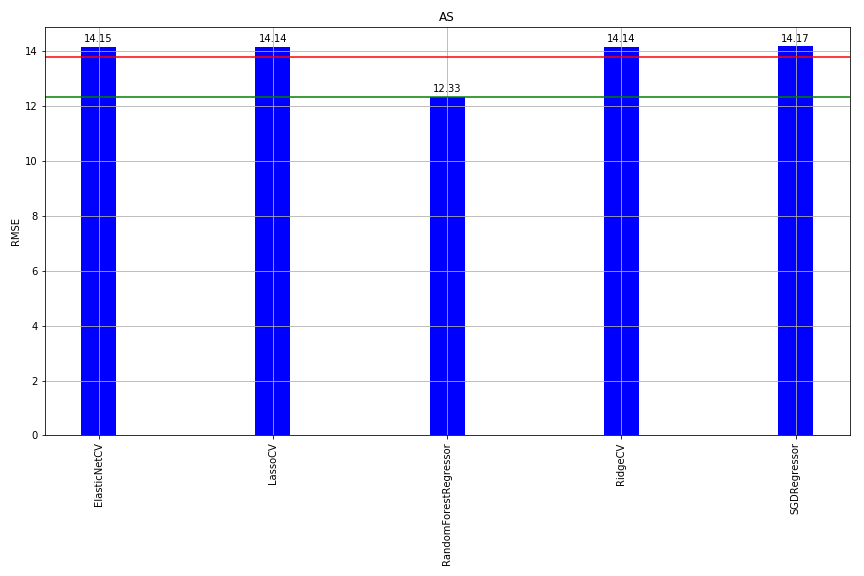 AS
14.15
14.14
12.33
14.14
14.17
RMSE
14
12
10
8
6
4
2
0
ElasticNetCV
LassoCV
RandomForestRegressor
RidgeCV
SGDRegressor